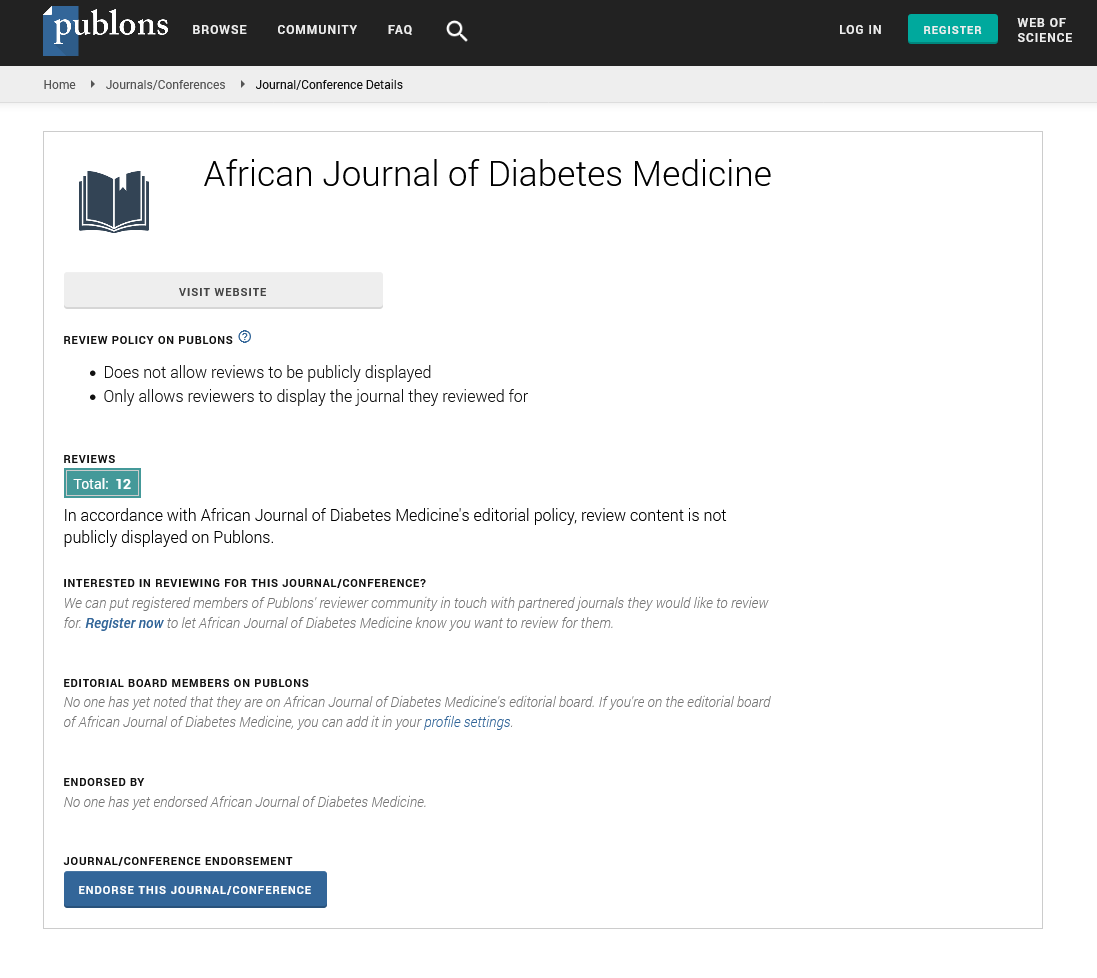 publons
BROWSE
COMMUNITY
FAQ
LOG IN
REGISTER
WEB OF
SCIENCE
Home
Journals/Conferences
Journal/Conference Details
African Journal of Diabetes Medicine
VISIT WEBSITE
REVIEW POLICY ON PUBLONS ?
• Does not allow reviews to be publicly displayed
• Only allows reviewers to display the journal they reviewed for
REVIEWS
Total: 12
In accordance with African Journal of Diabetes Medicine's editorial policy, review content is not
publicly displayed on Publons.
INTERESTED IN REVIEWING FOR THIS JOURNAL/CONFERENCE?
We can put registered members of Publons' reviewer community in touch with partnered journals they would like to review
for. Register now to let African Journal of Diabetes Medicine know you want to review for them.
EDITORIAL BOARD MEMBERS ON PUBLONS
No one has yet noted that they are on African Journal of Diabetes Medicine's editorial board. If you're on the editorial board
of African Journal of Diabetes Medicine, you can add it in your profile settings.
ENDORSED BY
No one has yet endorsed African Journal of Diabetes Medicine.
JOURNAL/CONFERENCE ENDORSEMENT
ENDORSE THIS JOURNAL/CONFERENCE